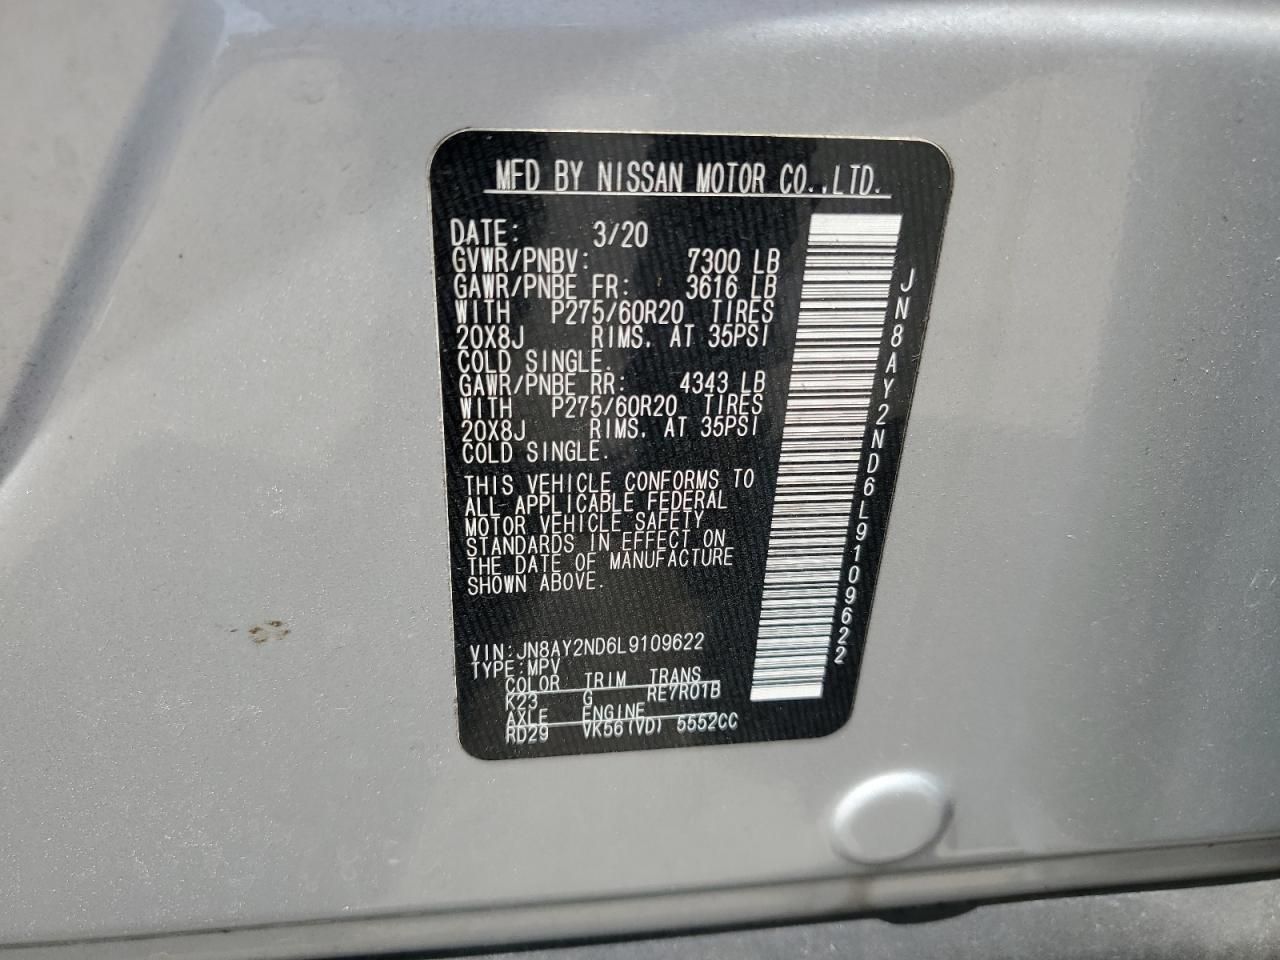 MFD BY NISSAN MOTOR CO.,LTD.
DATE: 3/20
GVWR/PNBV: 7300 LB
GAWR/PNBE FR: 3616 LB
WITH P275/60R20 TIRES
20X8J RIMS. AT 35PSI
COLD SINGLE.
GAWR/PNBE RR: 4343 LB
WITH P275/60R20 TIRES
20X8J RIMS. AT 35PSI
COLD SINGLE.
THIS VEHICLE CONFORMS TO
ALL APPLICABLE FEDERAL
MOTOR VEHICLE SAFETY
STANDARDS IN EFFECT ON
THE DATE OF MANUFACTURE
SHOWN ABOVE.
VIN:JN8AY2ND6L9109622
TYPE:MPV
COLOR TRIM TRANS
K23 G RE7R01B
AXLE ENGINE
RD29 VK56(VD) 5552CC
JN8AY2ND6L9109622